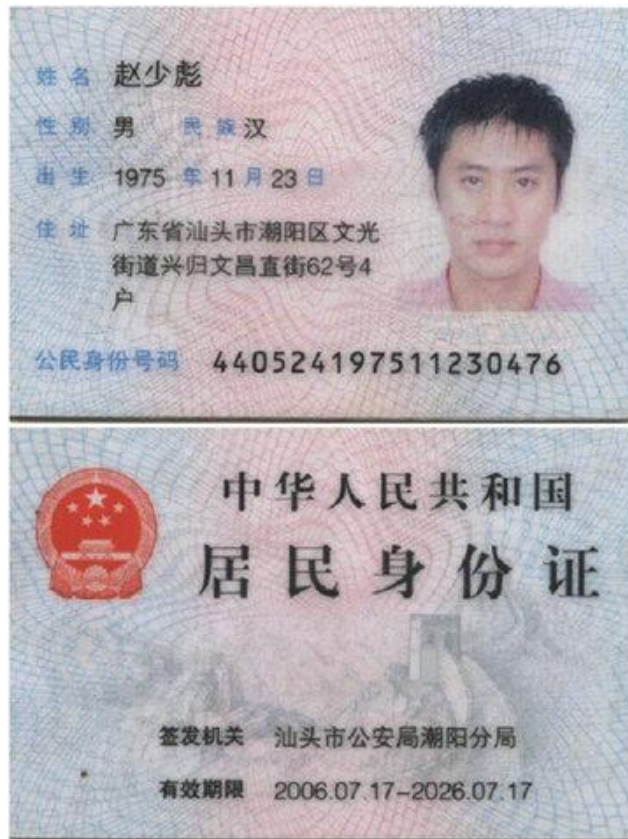 姓名 赵少彪
性别 男 民族 汉
出生 1975 年 11 月 23 日
住址 广东省汕头市潮阳区文光
街道兴归文昌直街62号4
户
公民身份号码 440524197511230476
中华人民共和国
居民身份证
签发机关 汕头市公安局潮阳分局
有效期限 2006.07.17-2026.07.17